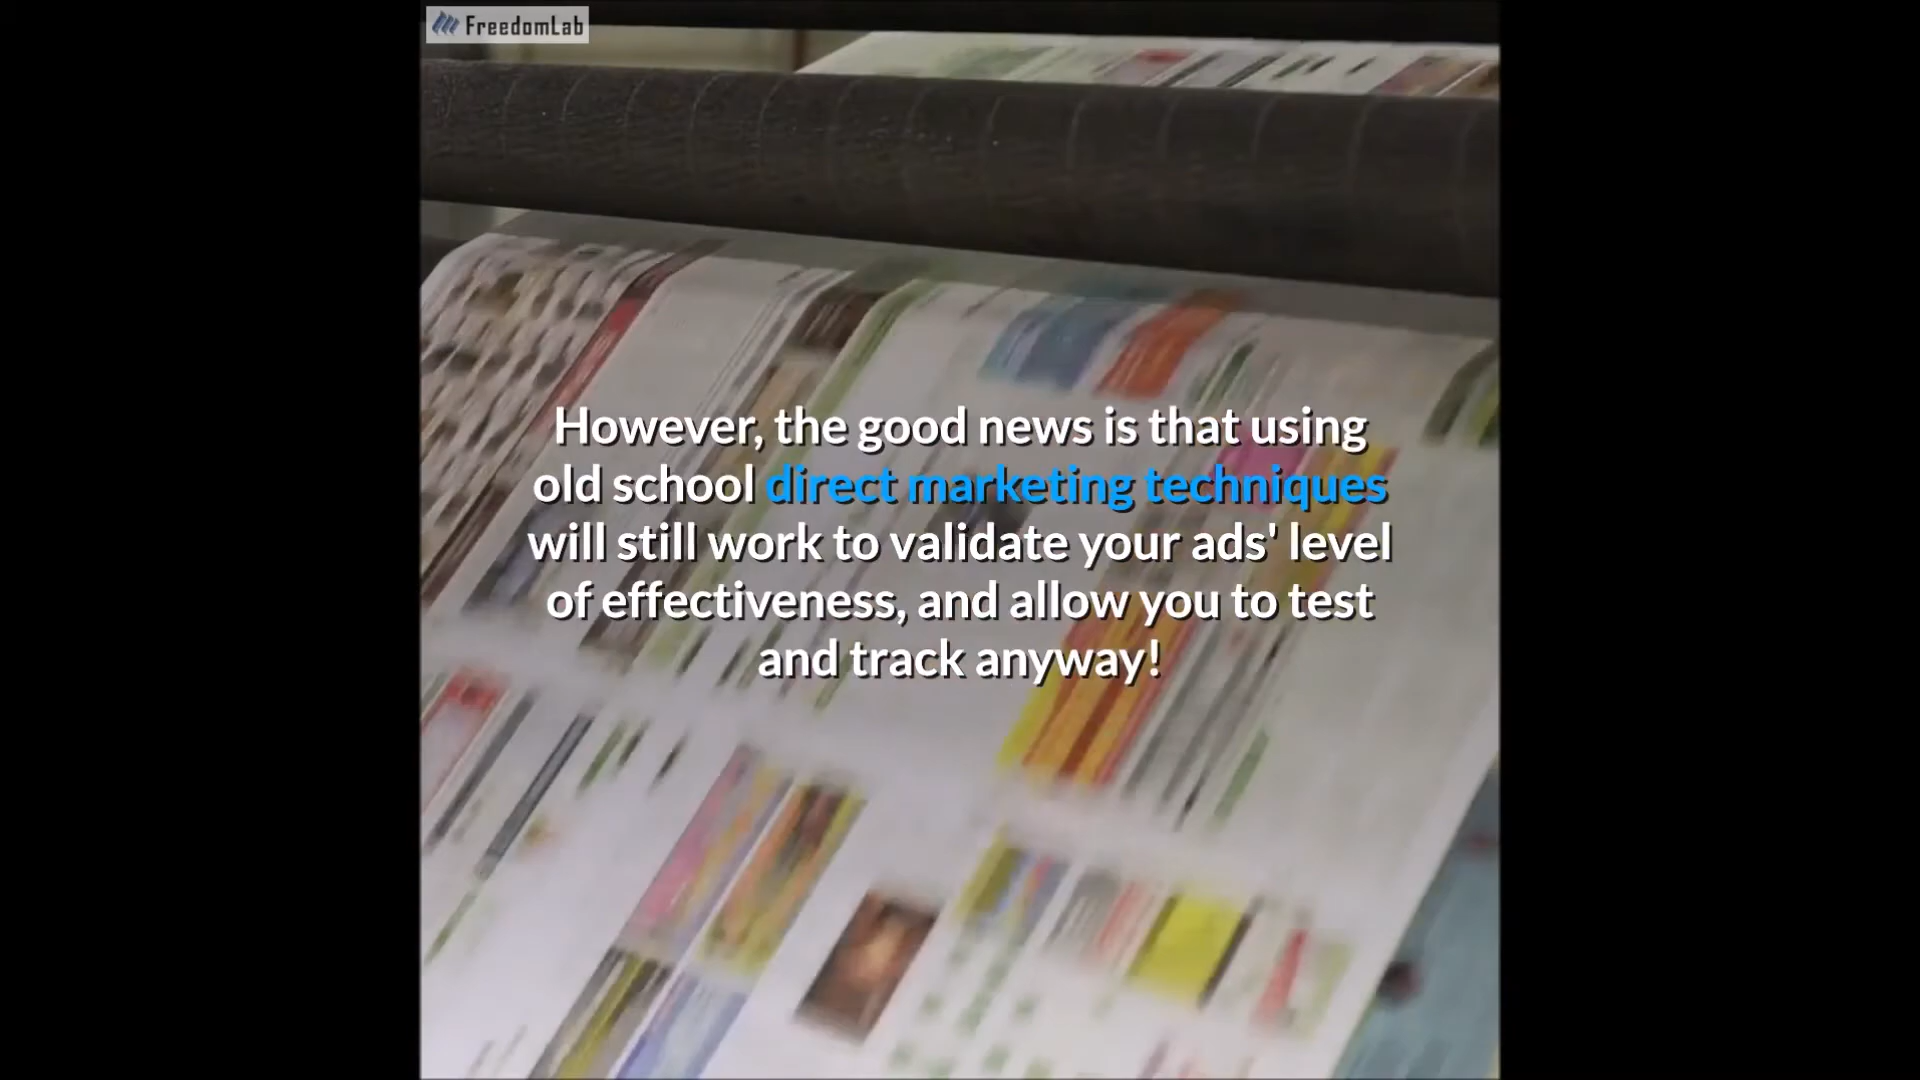 FreedomLab
However, the good news is that using
old school direct marketing techniques
will still work to validate your ads' level
of effectiveness, and allow you to test
and track anyway!